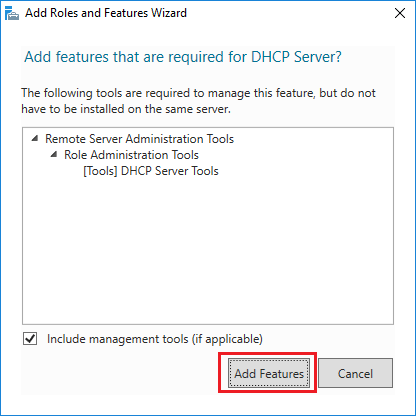 Add Roles and Features Wizard
Add features that are required for DHCP Server?
The following tools are required to manage this feature, but do not
have to be installed on the same server.
Remote Server Administration Tools
Role Administration Tools
[Tools] DHCP Server Tools
Include management tools (if applicable)
Add Features
Cancel